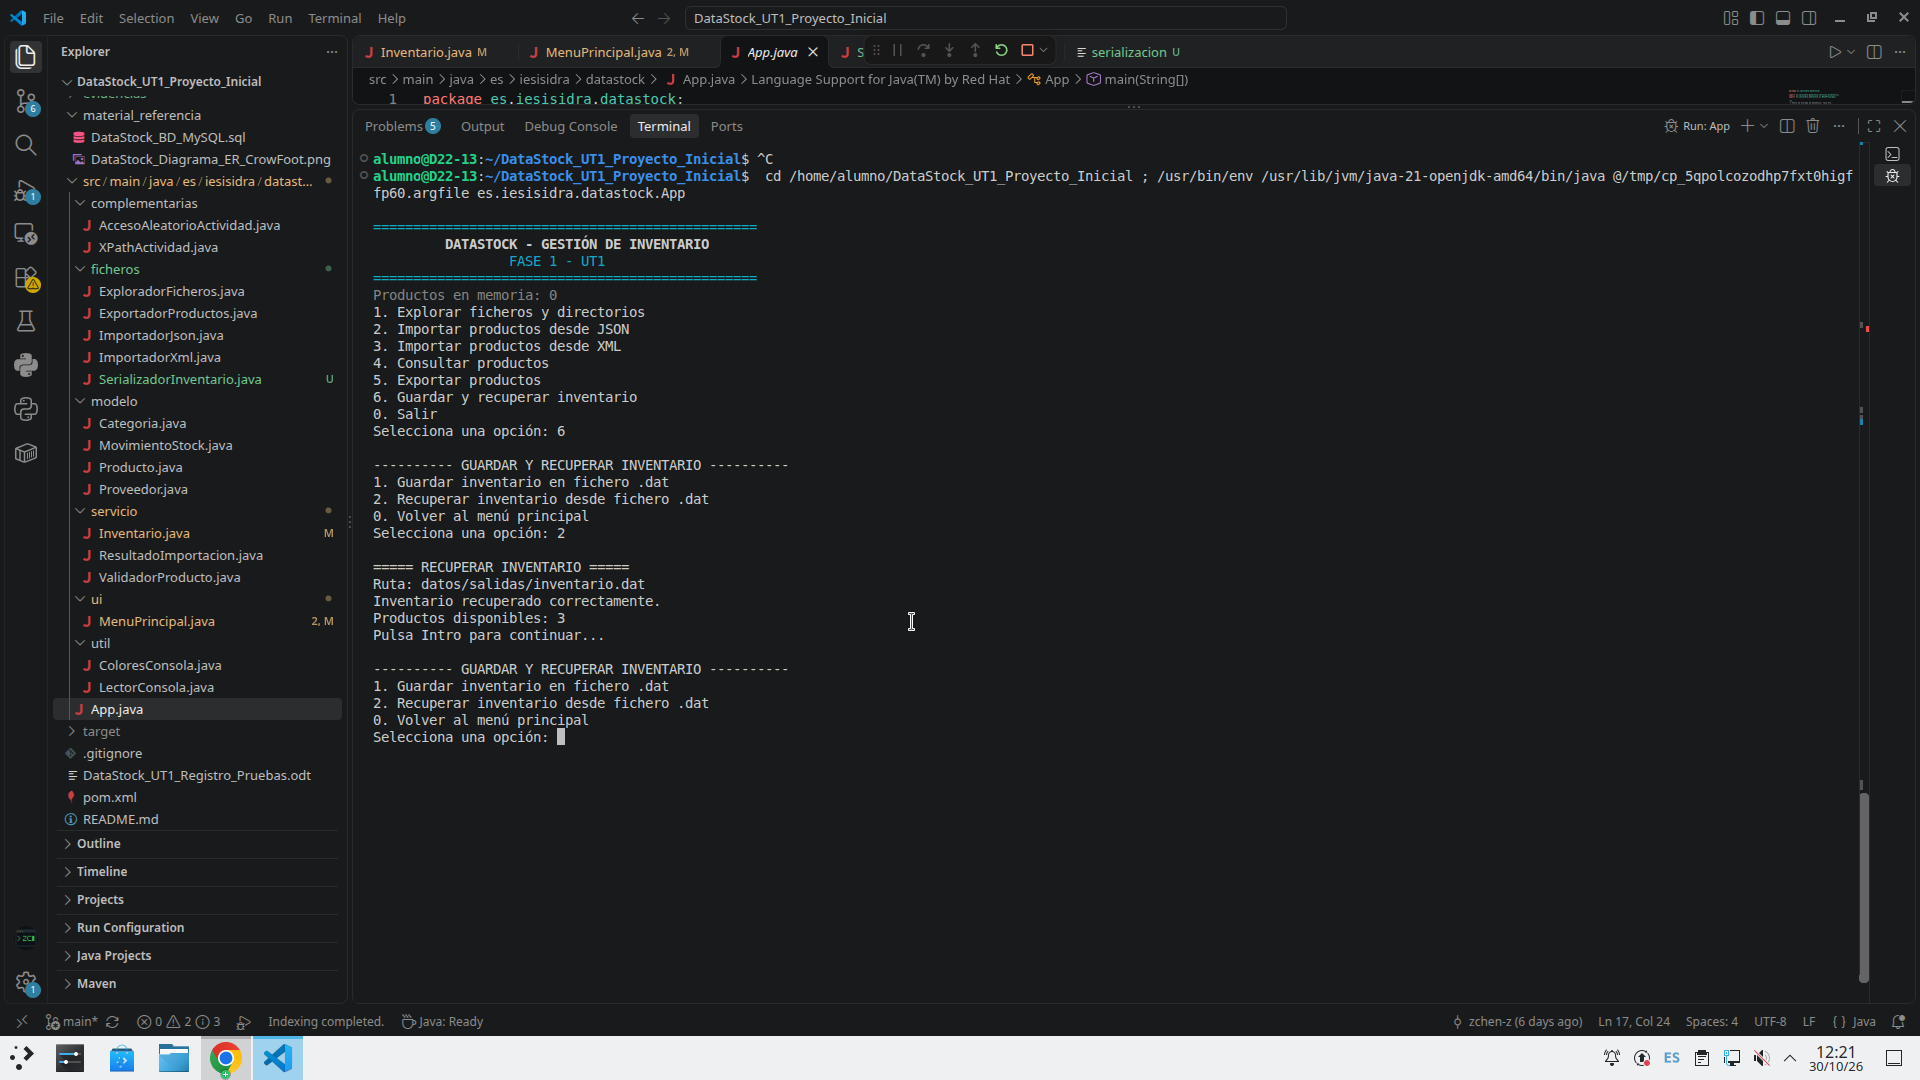 File Edit Selection View Go Run Terminal Help
DataStock_UT1_Proyecto_Inicial
Explorer
DataStock_UT1_Proyecto_Inicial
material_referencia
DataStock_BD_MySQL.sql
DataStock_Diagrama_ER_CrowFoot.png
src/main/java/es/iesisidra/datast...
complementarias
AccesoAleatorioActividad.java
XPathActividad.java
ficheros
ExploradorFicheros.java
ExportadorProductos.java
ImportadorJson.java
ImportadorXml.java
SerializadorInventario.java U
modelo
Categoria.java
MovimientoStock.java
Producto.java
Proveedor.java
servicio
Inventario.java M
ResultadoImportacion.java
ValidadorProducto.java
ui
MenuPrincipal.java 2, M
util
ColoresConsola.java
LectorConsola.java
App.java
target
.gitignore
DataStock_UT1_Registro_Pruebas.odt
pom.xml
README.md
Outline
Timeline
Projects
Run Configuration
Java Projects
Maven
6
1
1
Inventario.java M MenuPrincipal.java 2, M App.java S serializacion U
src > main > java > es > iesisidra > datastock > App.java > Language Support for Java(TM) by Red Hat > App > main(String[])
1 package es.iesisidra.datastock;
Problems 5 Output Debug Console Terminal Ports
Run: App
alumno@D22-13:~/DataStock_UT1_Proyecto_Inicial$ ^C
alumno@D22-13:~/DataStock_UT1_Proyecto_Inicial$ cd /home/alumno/DataStock_UT1_Proyecto_Inicial ; /usr/bin/env /usr/lib/jvm/java-21-openjdk-amd64/bin/java @/tmp/cp_5qpolcozodhp7fxt0higf
fp60.argfile es.iesisidra.datastock.App
================================================
DATASTOCK - GESTIÓN DE INVENTARIO
FASE 1 - UT1
================================================
Productos en memoria: 0
1. Explorar ficheros y directorios
2. Importar productos desde JSON
3. Importar productos desde XML
4. Consultar productos
5. Exportar productos
6. Guardar y recuperar inventario
0. Salir
Selecciona una opción: 6
---------- GUARDAR Y RECUPERAR INVENTARIO ----------
1. Guardar inventario en fichero .dat
2. Recuperar inventario desde fichero .dat
0. Volver al menú principal
Selecciona una opción: 2
===== RECUPERAR INVENTARIO =====
Ruta: datos/salidas/inventario.dat
Inventario recuperado correctamente.
Productos disponibles: 3
Pulsa Intro para continuar...
---------- GUARDAR Y RECUPERAR INVENTARIO ----------
1. Guardar inventario en fichero .dat
2. Recuperar inventario desde fichero .dat
0. Volver al menú principal
Selecciona una opción:
main* 0 2 3 Indexing completed. Java: Ready
zchen-z (6 days ago) Ln 17, Col 24 Spaces: 4 UTF-8 LF { } Java
ES
12:21
30/10/26